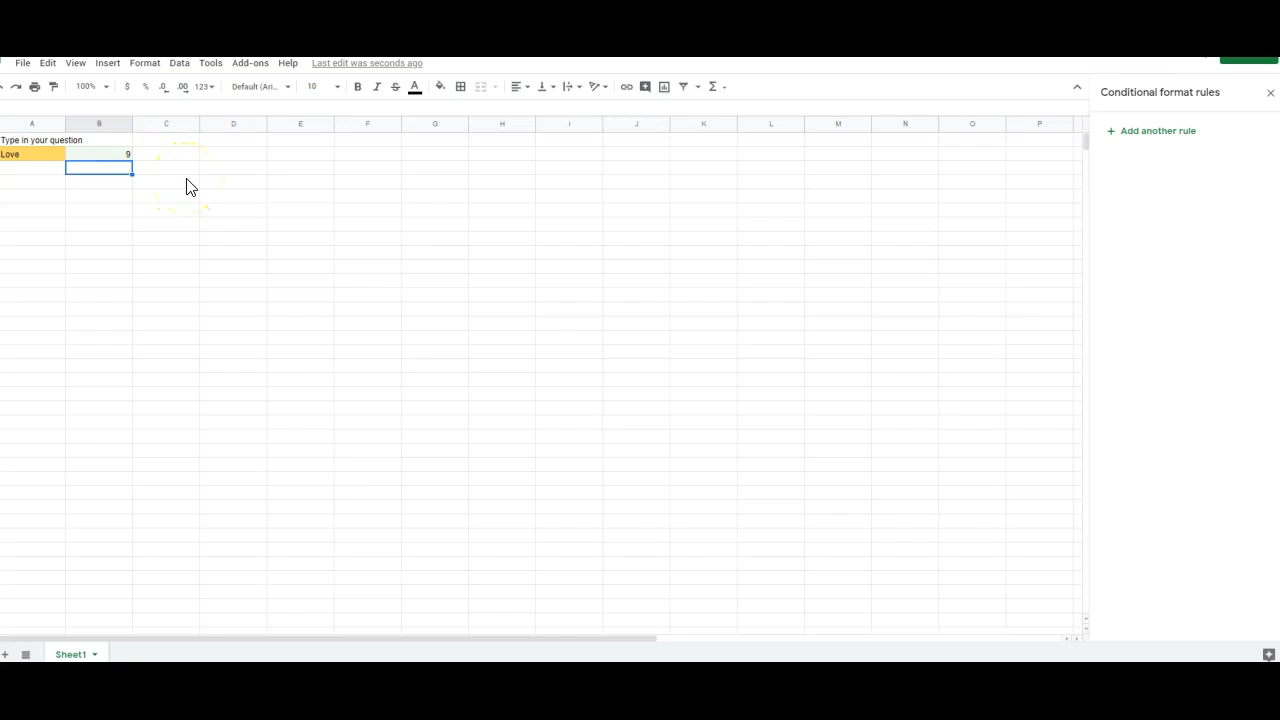 File Edit View Insert Format Data Tools Add-ons Help Last edit was seconds ago
100% $ % .0 .00 123 Default (Ari... 10 B I S A Σ
Conditional format rules
+ Add another rule
A B C D E F G H I J K L M N O P
Type in your question
Love 9
Sheet1